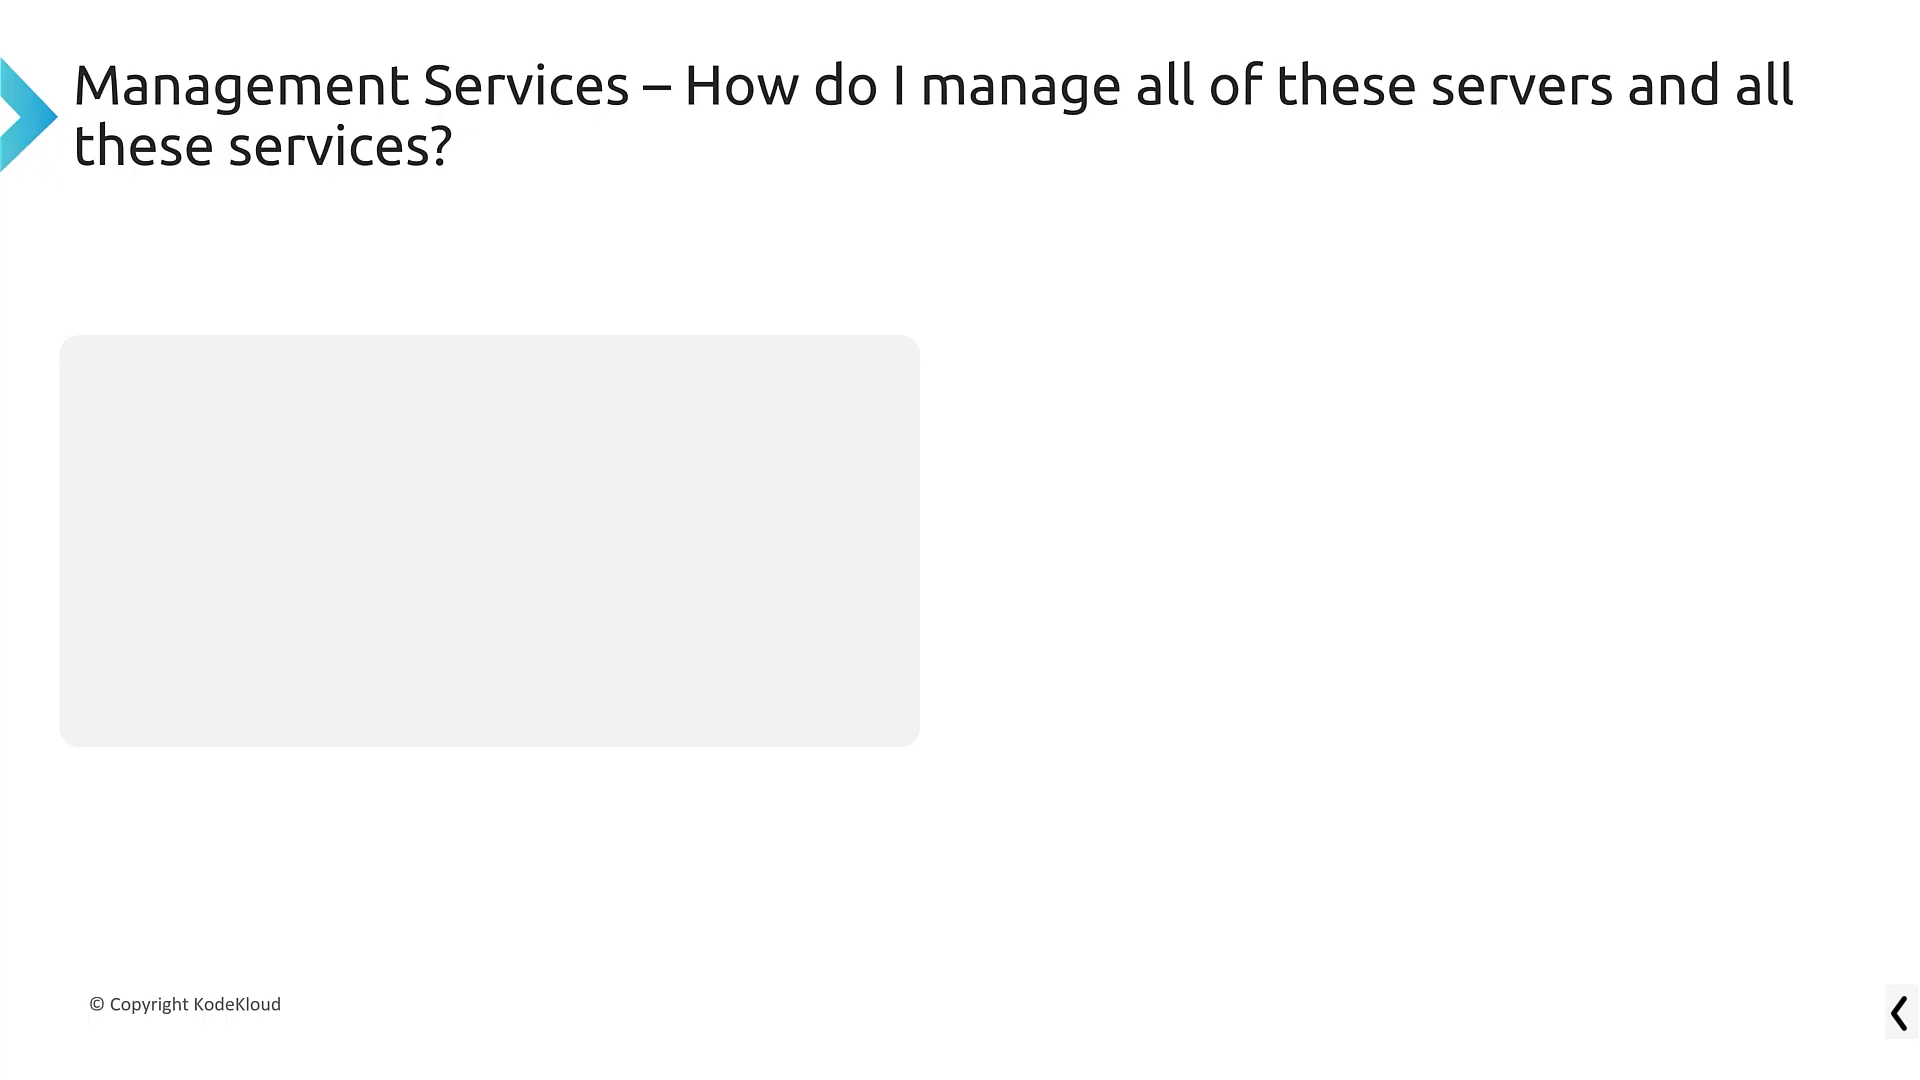 Management Services – How do I manage all of these servers and all
these services?
© Copyright KodeKloud